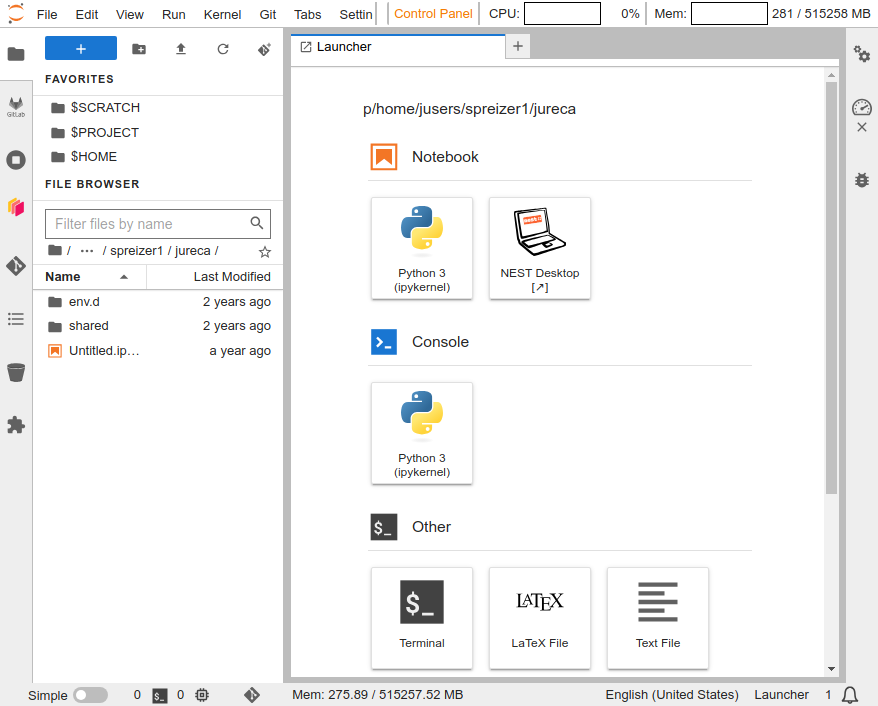 File Edit View Run Kernel Git Tabs Settin Control Panel CPU: 0% Mem: 281 / 515258 MB
Launcher
FAVORITES
$SCRATCH
$PROJECT
$HOME
FILE BROWSER
Filter files by name
/ ··· / spreizer1 / jureca /
Name Last Modified
env.d 2 years ago
shared 2 years ago
Untitled.ip… a year ago
GitLab
p/home/jusers/spreizer1/jureca
Notebook
Python 3
(ipykernel)
NEST Desktop
[↗]
Console
Python 3
(ipykernel)
$_ Other
$_
Terminal
LATEX
LaTeX File
Text File
Simple 0 $_ 0 Mem: 275.89 / 515257.52 MB English (United States) Launcher 1